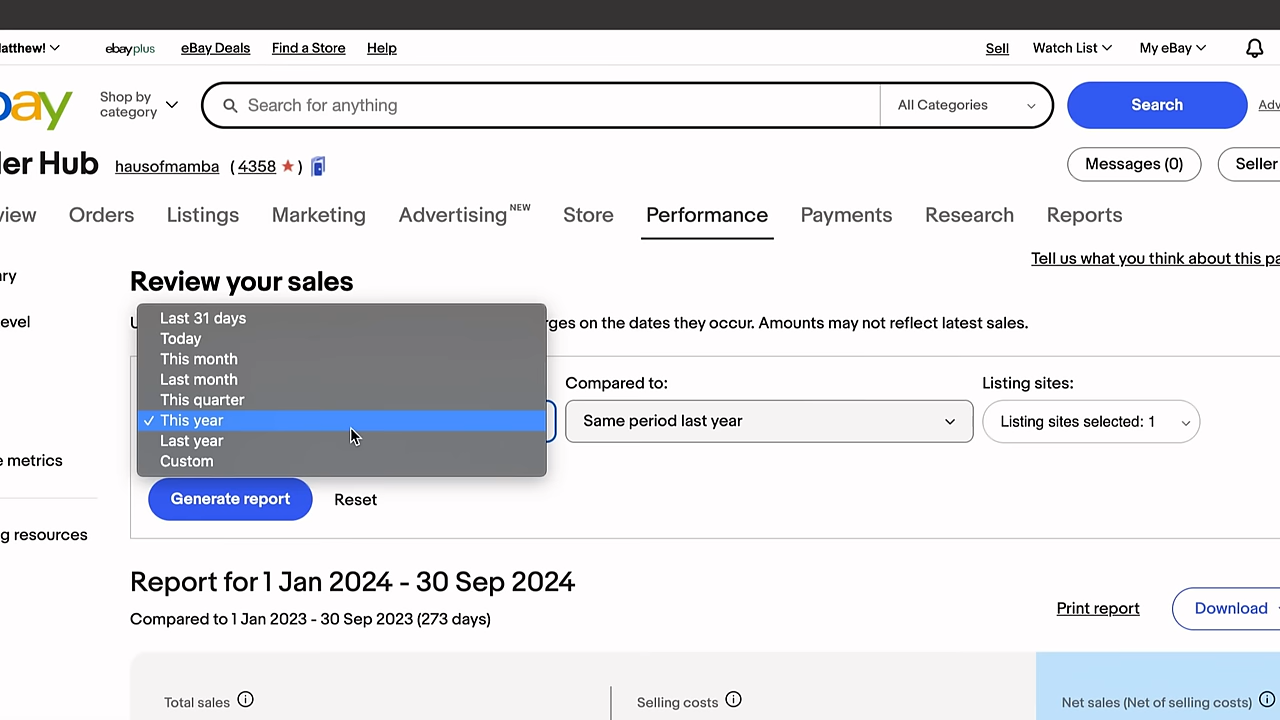 atthew!
ebayplus
eBay Deals
Find a Store
Help
Sell
Watch List
My eBay
bay
Shop by
category
Search for anything
All Categories
Search
Adv
er Hub
hausofmamba
(4358 ★)
Messages (0)
Seller
view
Orders
Listings
Marketing
Advertising NEW
Store
Performance
Payments
Research
Reports
Tell us what you think about this pa
ry
Review your sales
evel
U
ges on the dates they occur. Amounts may not reflect latest sales.
Last 31 days
Today
This month
Last month
This quarter
✓ This year
Last year
Custom
Compared to:
Listing sites:
Same period last year
Listing sites selected: 1
e metrics
Generate report
Reset
g resources
Report for 1 Jan 2024 - 30 Sep 2024
Compared to 1 Jan 2023 - 30 Sep 2023 (273 days)
Print report
Download
Total sales
Selling costs
Net sales (Net of selling costs)